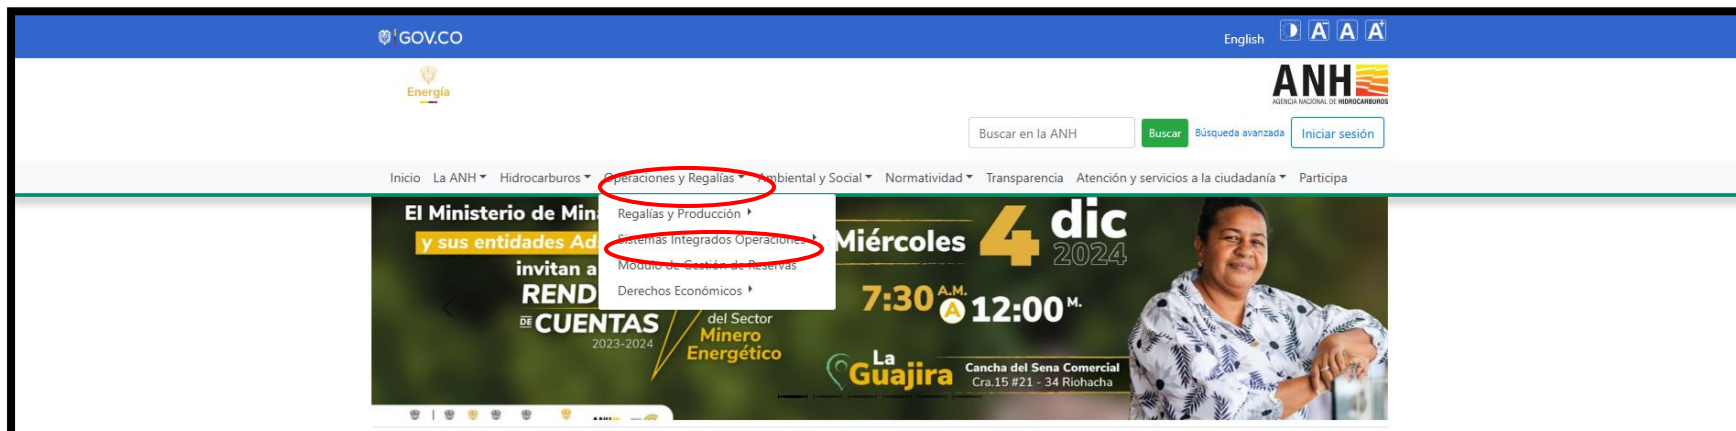 GOV.CO
English A- A A+
Energía
ANH
AGENCIA NACIONAL DE HIDROCARBUROS
Buscar en la ANH Buscar Búsqueda avanzada Iniciar sesión
Inicio La ANH Hidrocarburos Operaciones y Regalías Ambiental y Social Normatividad Transparencia Atención y servicios a la ciudadanía Participa
Regalías y Producción
Sistemas Integrados Operaciones
Modulo de Gestión de Reservas
Derechos Económicos
El Ministerio de Min
y sus entidades Ad
invitan a
REND
DE CUENTAS
2023-2024
del Sector
Minero
Energético
Miércoles 4 dic
2024
7:30 A.M.
A 12:00 M.
La
Guajira
Cancha del Sena Comercial
Cra.15 #21 - 34 Riohacha